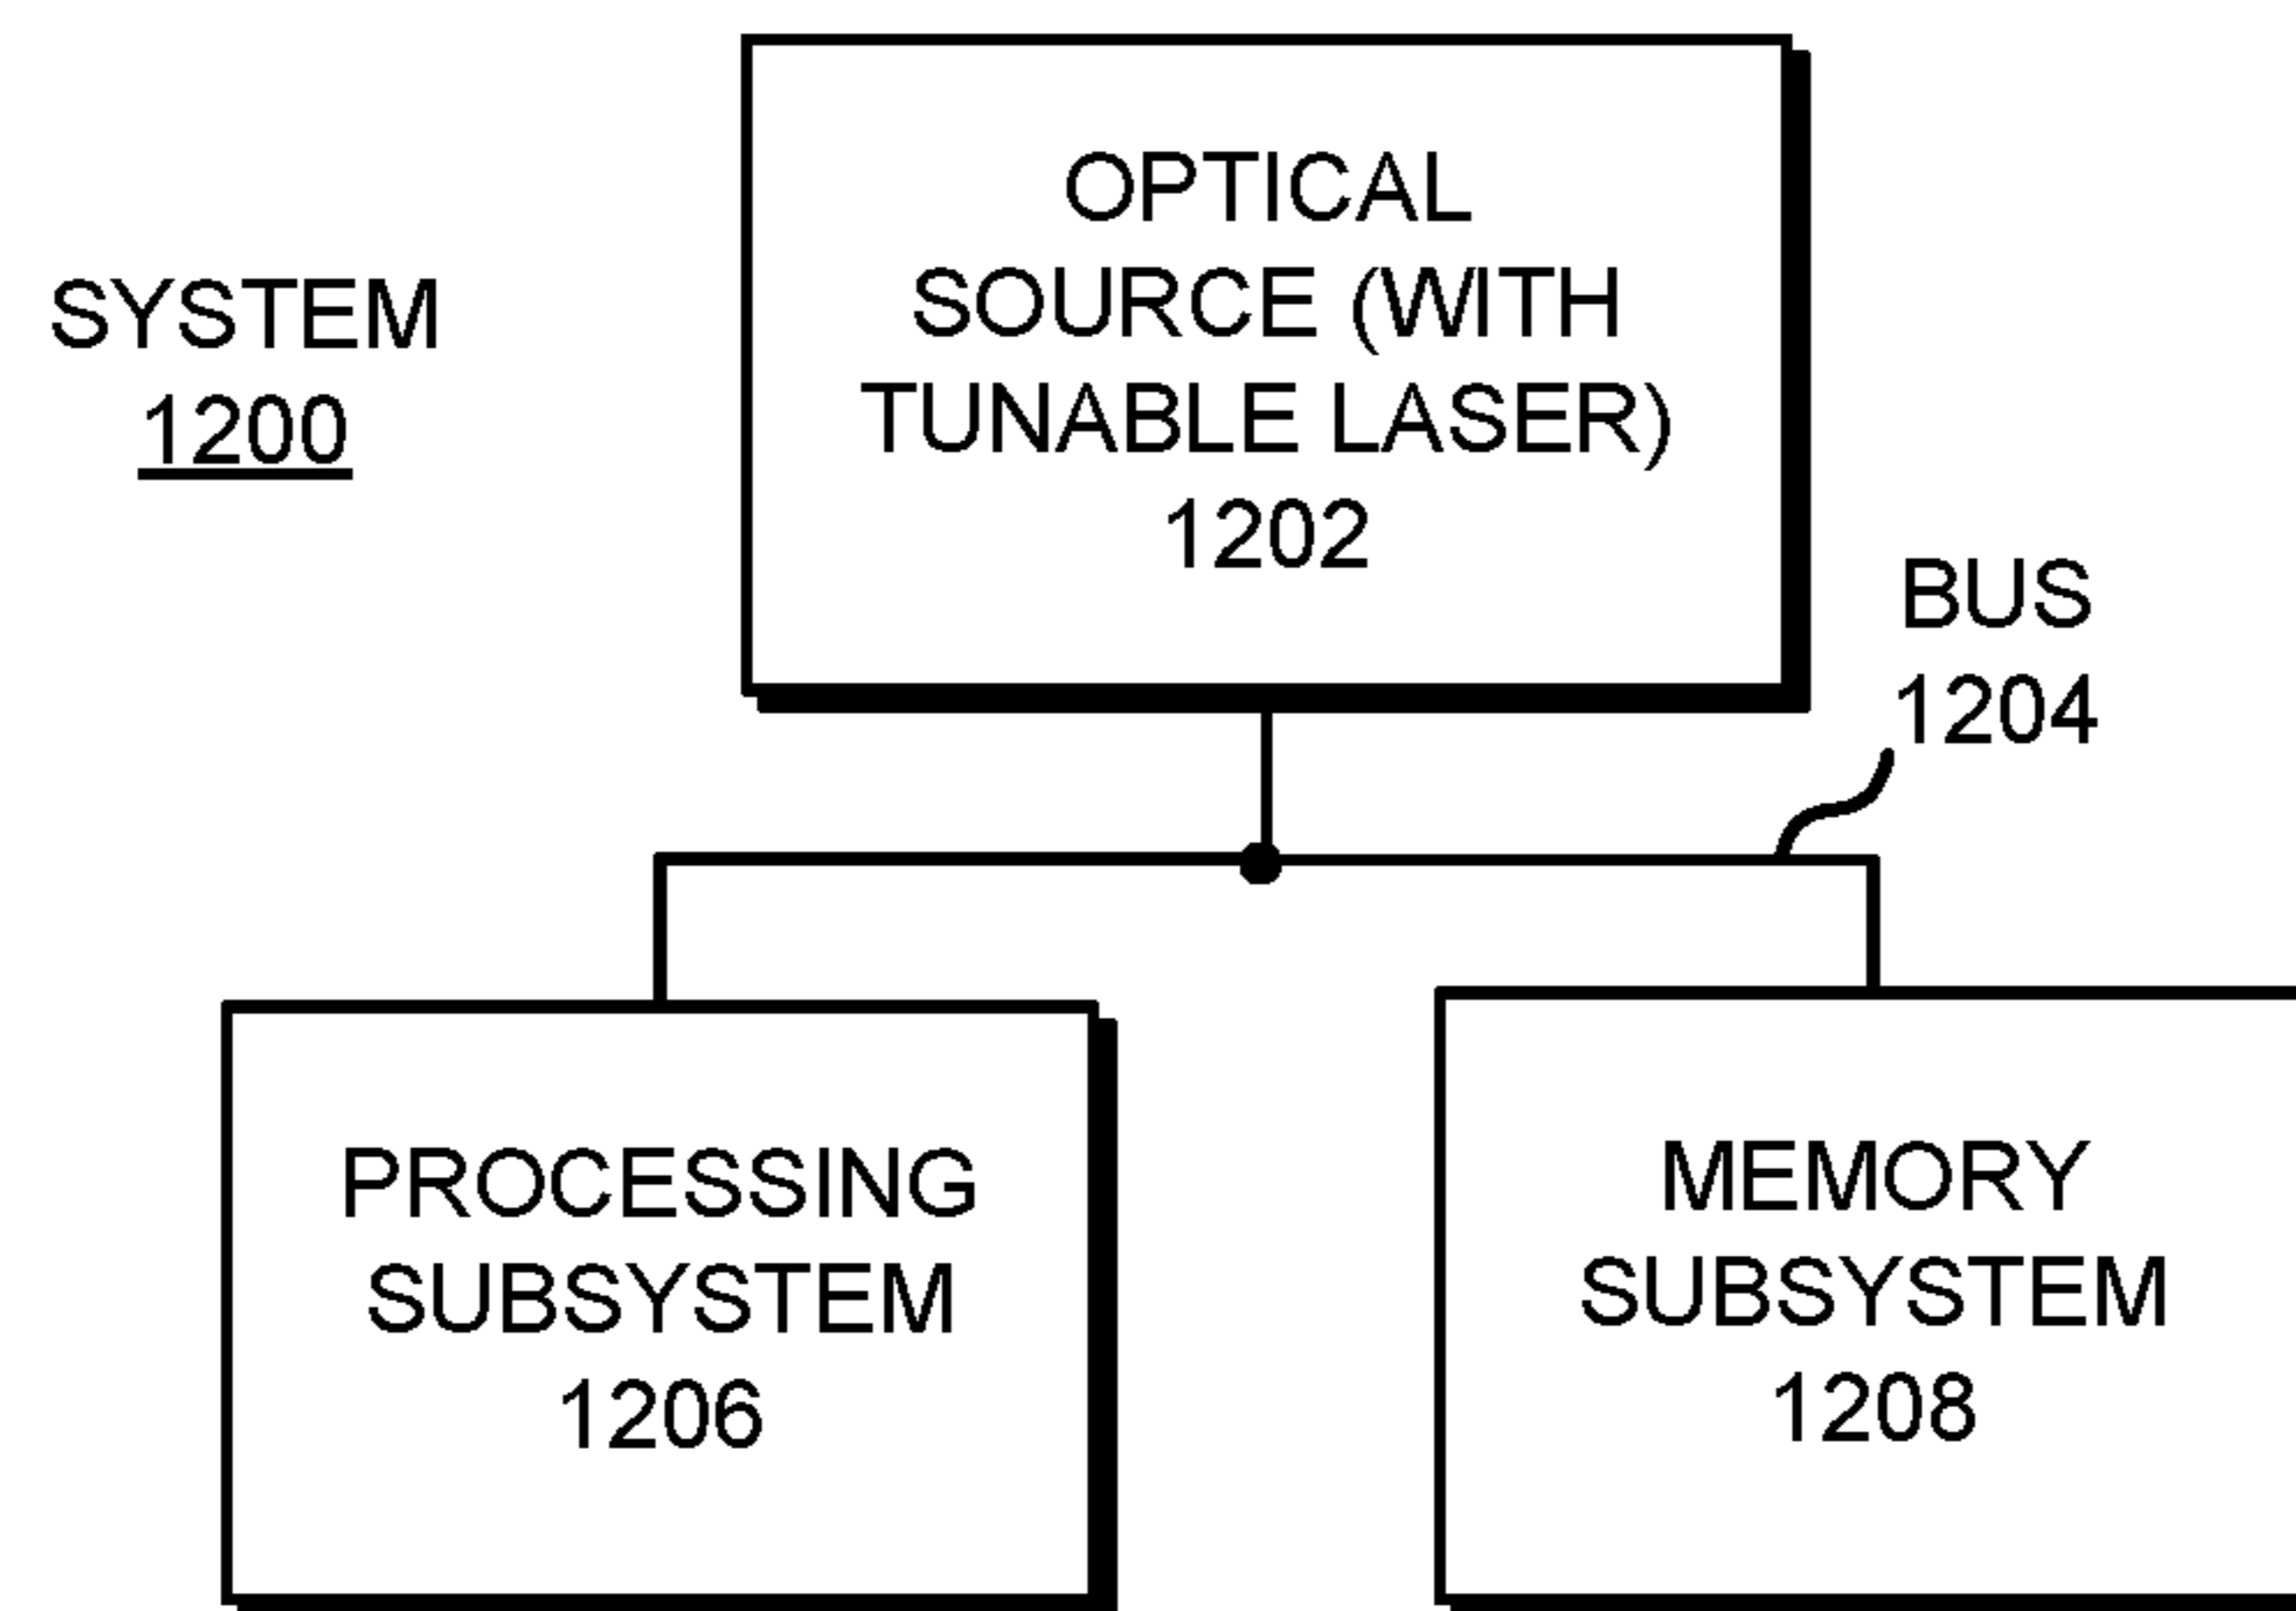 SYSTEM
1200
OPTICAL
SOURCE (WITH
TUNABLE LASER)
1202
BUS
1204
PROCESSING
SUBSYSTEM
1206
MEMORY
SUBSYSTEM
1208